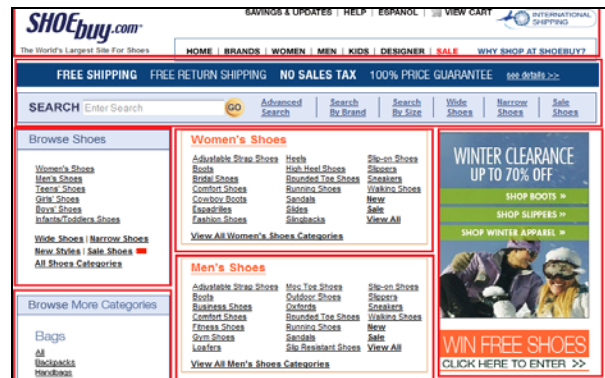 SAVINGS & UPDATES | HELP | ESPANOL | VIEW CART
INTERNATIONAL SHIPPING
SHOEbuy.com
The World's Largest Site For Shoes
HOME | BRANDS | WOMEN | MEN | KIDS | DESIGNER | SALE WHY SHOP AT SHOEBUY?
FREE SHIPPING FREE RETURN SHIPPING NO SALES TAX 100% PRICE GUARANTEE see details >>
SEARCH Enter Search GO Advanced Search | Search By Brand | Search By Size | Wide Shoes | Narrow Shoes | Sale Shoes
Browse Shoes
Women's Shoes
Men's Shoes
Teens' Shoes
Girls' Shoes
Boys' Shoes
Infants/Toddlers Shoes
Wide Shoes | Narrow Shoes
New Styles | Sale Shoes
All Shoes Categories
Browse More Categories
Bags
All
Backpacks
Handbags
Women's Shoes
Adjustable Strap Shoes Heels Slip-on Shoes
Boots High Heel Shoes Slippers
Bridal Shoes Rounded Toe Shoes Sneakers
Comfort Shoes Running Shoes Walking Shoes
Cowboy Boots Sandals New
Espadrilles Slides Sale
Fashion Shoes Slingbacks View All
View All Women's Shoes Categories
Men's Shoes
Adjustable Strap Shoes Moc Toe Shoes Slip-on Shoes
Boots Outdoor Shoes Slippers
Business Shoes Oxfords Sneakers
Comfort Shoes Rounded Toe Shoes Walking Shoes
Fitness Shoes Running Shoes New
Gym Shoes Sandals Sale
Loafers Slip Resistant Shoes View All
View All Men's Shoes Categories
WINTER CLEARANCE
UP TO 70% OFF
SHOP BOOTS »
SHOP SLIPPERS »
SHOP WINTER APPAREL »
WIN FREE SHOES
CLICK HERE TO ENTER >>